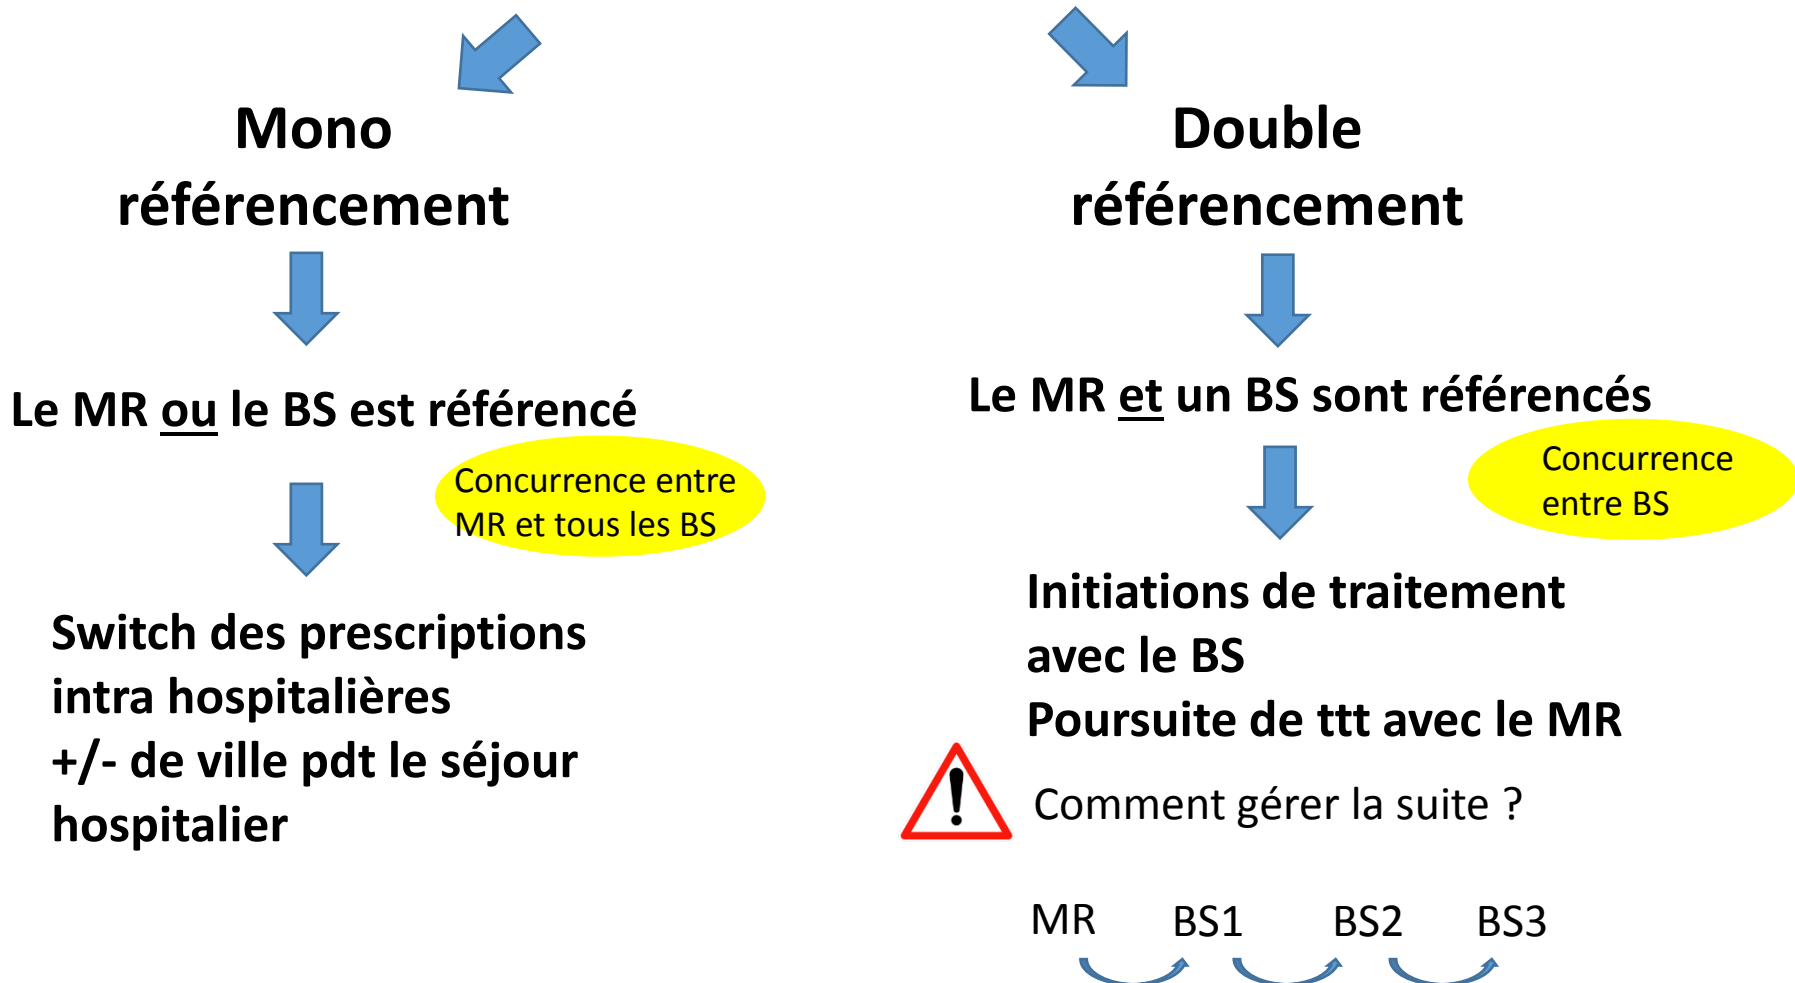 Mono
référencement
Le MR ou le BS est référencé
Concurrence entre
MR et tous les BS
Switch des prescriptions
intra hospitalières
+/- de ville pdt le séjour
hospitalier
Double
référencement
Le MR et un BS sont référencés
Concurrence
entre BS
Initiations de traitement
avec le BS
Poursuite de ttt avec le MR
Comment gérer la suite ?
MR BS1 BS2 BS3